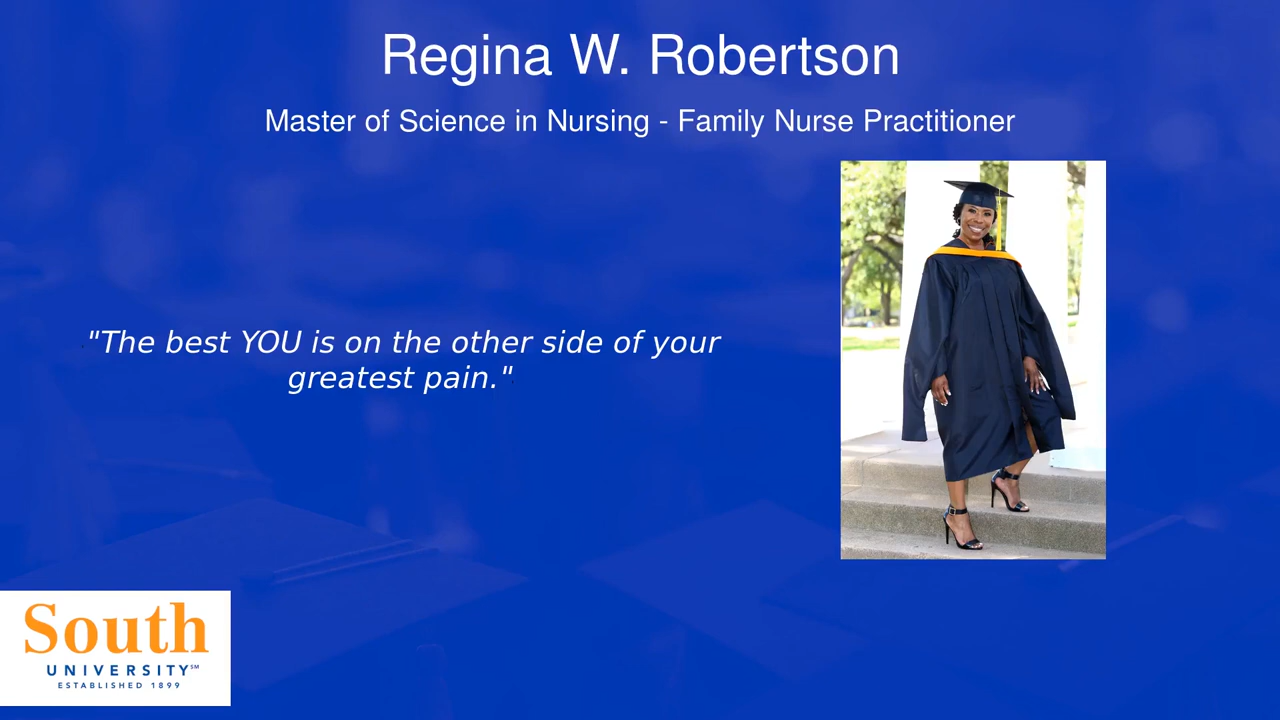 Regina W. Robertson
Master of Science in Nursing - Family Nurse Practitioner
"The best YOU is on the other side of your
greatest pain."
South
UNIVERSITY℠
ESTABLISHED 1899